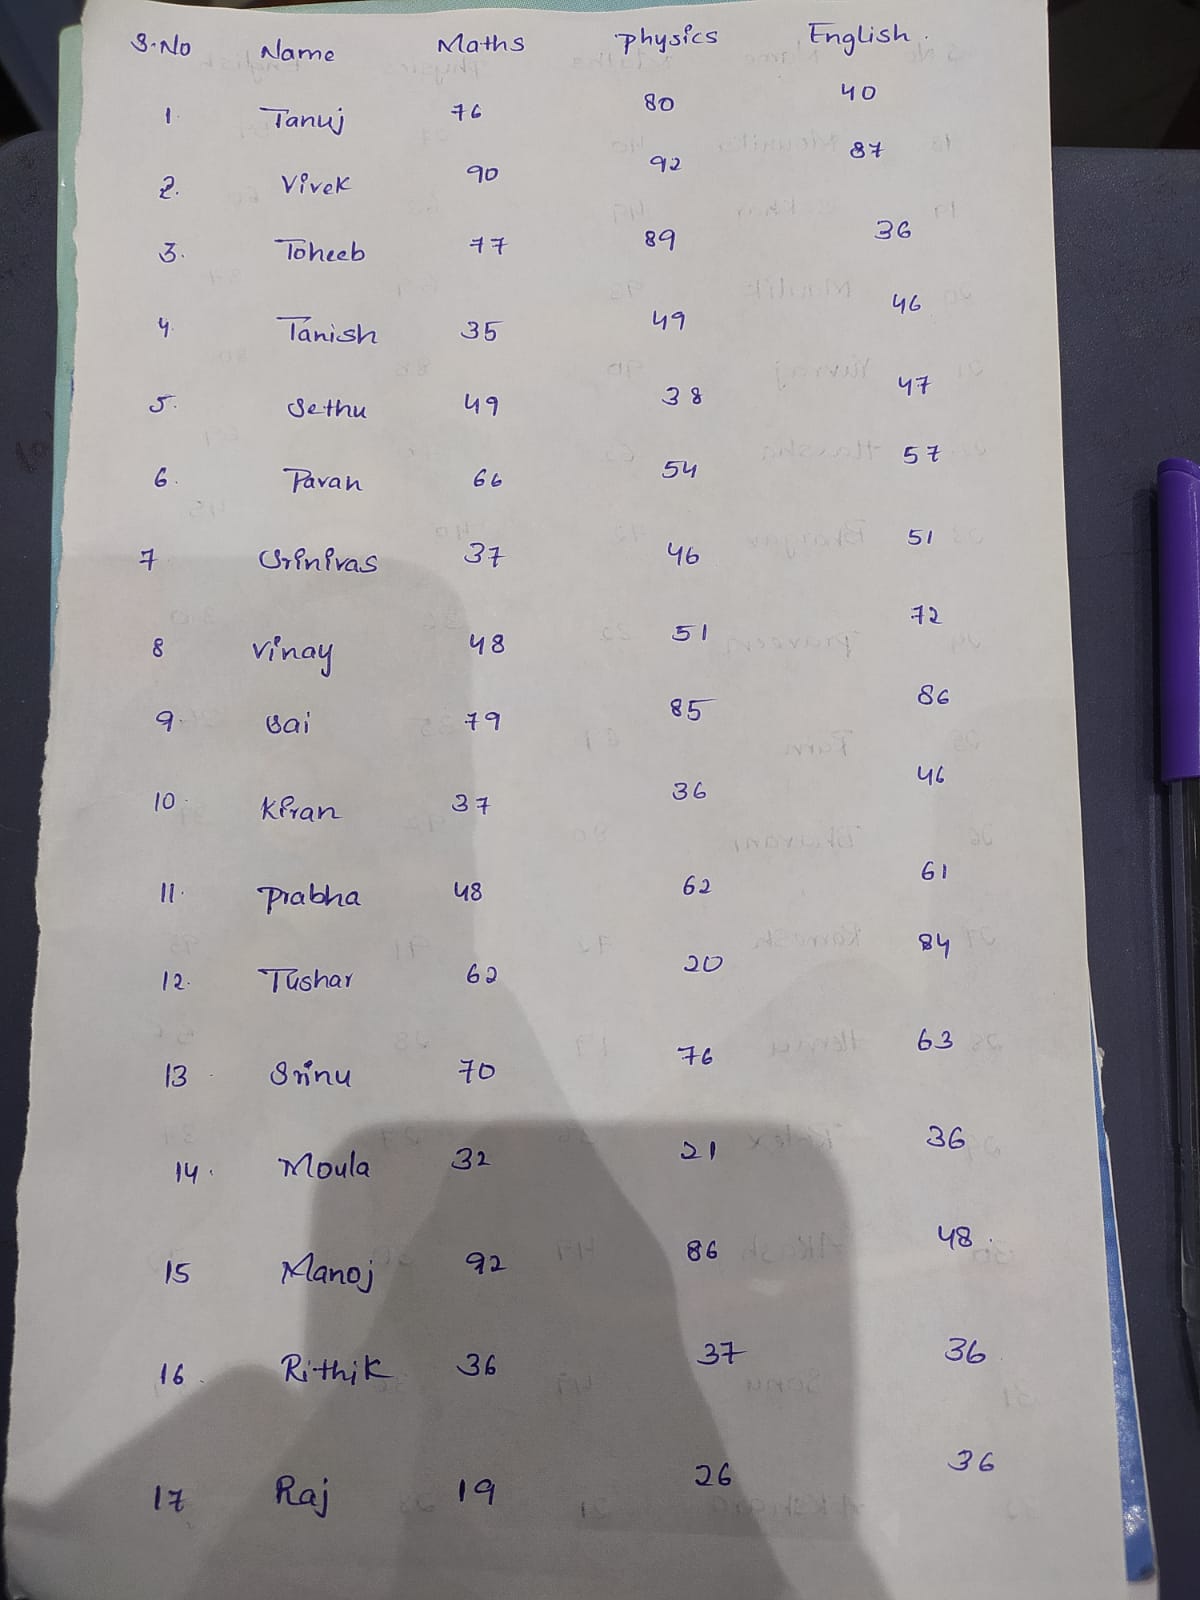 S.No Name Maths Physics English.
1. Tanuj 76 80 40
2. Vivek 90 92 87
3. Toheeb 77 89 36
4. Tanish 35 49 46
5. Sethu 49 38 47
6. Pavan 66 54 57
7 Srinivas 37 46 51
8 Vinay 48 51 72
9. Sai 79 85 86
10. Kiran 37 36 46
11. Prabha 48 62 61
12. Tushar 62 20 84
13. Srinu 70 76 63
14. Moula 32 21 36
15 Manoj 92 86 48.
16. Rithik 36 37 36
17 Raj 19 26 36